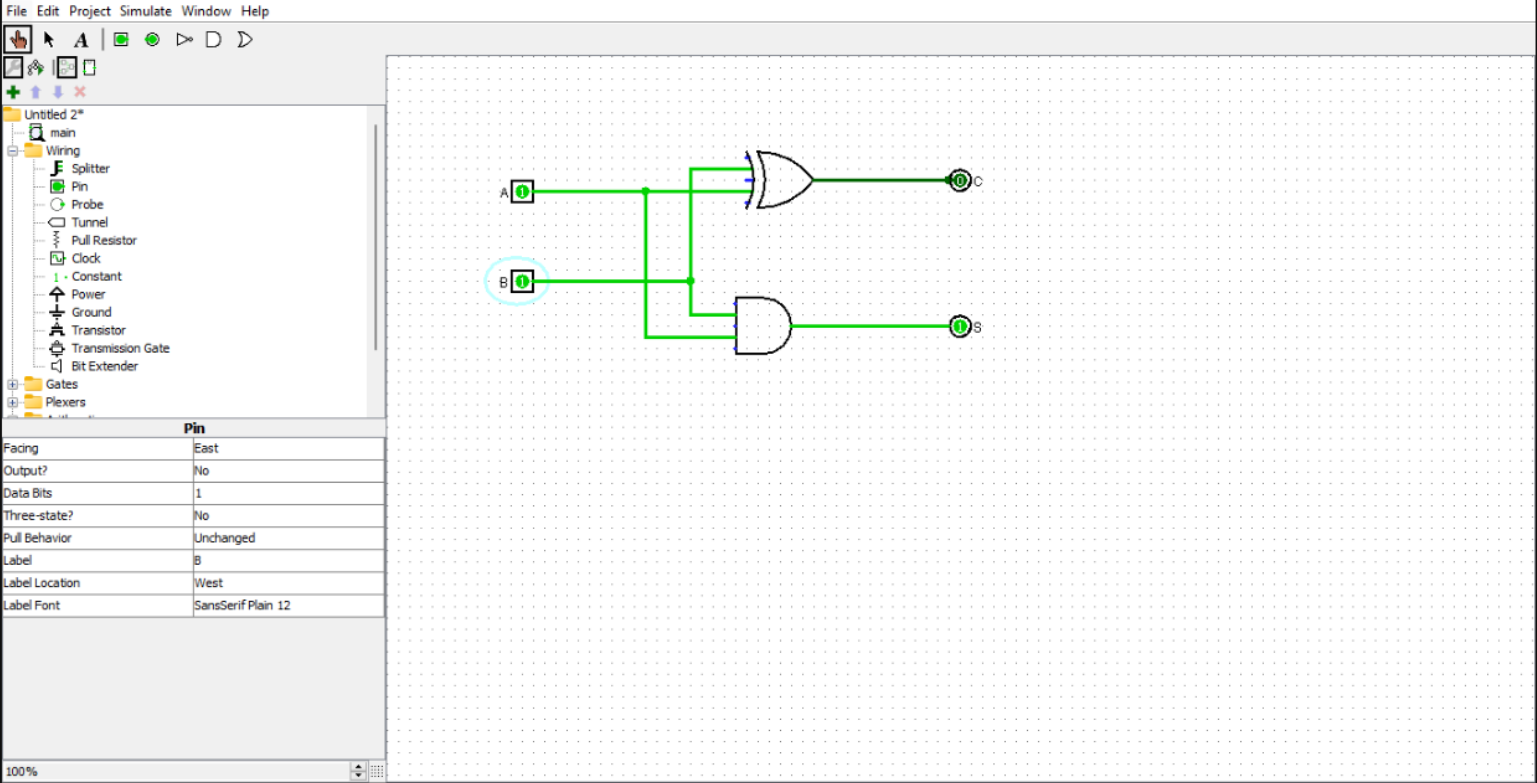 File Edit Project Simulate Window Help
A
Untitled 2*
main
Wiring
Splitter
Pin
Probe
Tunnel
Pull Resistor
Clock
1 Constant
Power
Ground
Transistor
Transmission Gate
Bit Extender
Gates
Plexers
Pin
Facing East
Output? No
Data Bits 1
Three-state? No
Pull Behavior Unchanged
Label B
Label Location West
Label Font SansSerif Plain 12
100%
A 1
0 C
B 1
1 S